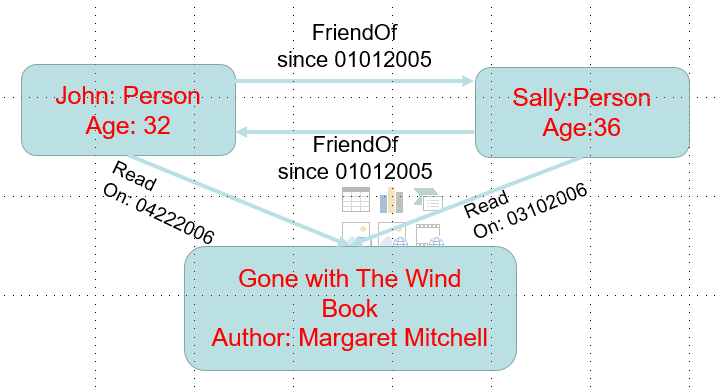 FriendOf
since 01012005
John: Person
Age: 32
Sally:Person
Age:36
FriendOf
since 01012005
Read
On: 04222006
Read
On: 03102006
Gone with The Wind
Book
Author: Margaret Mitchell